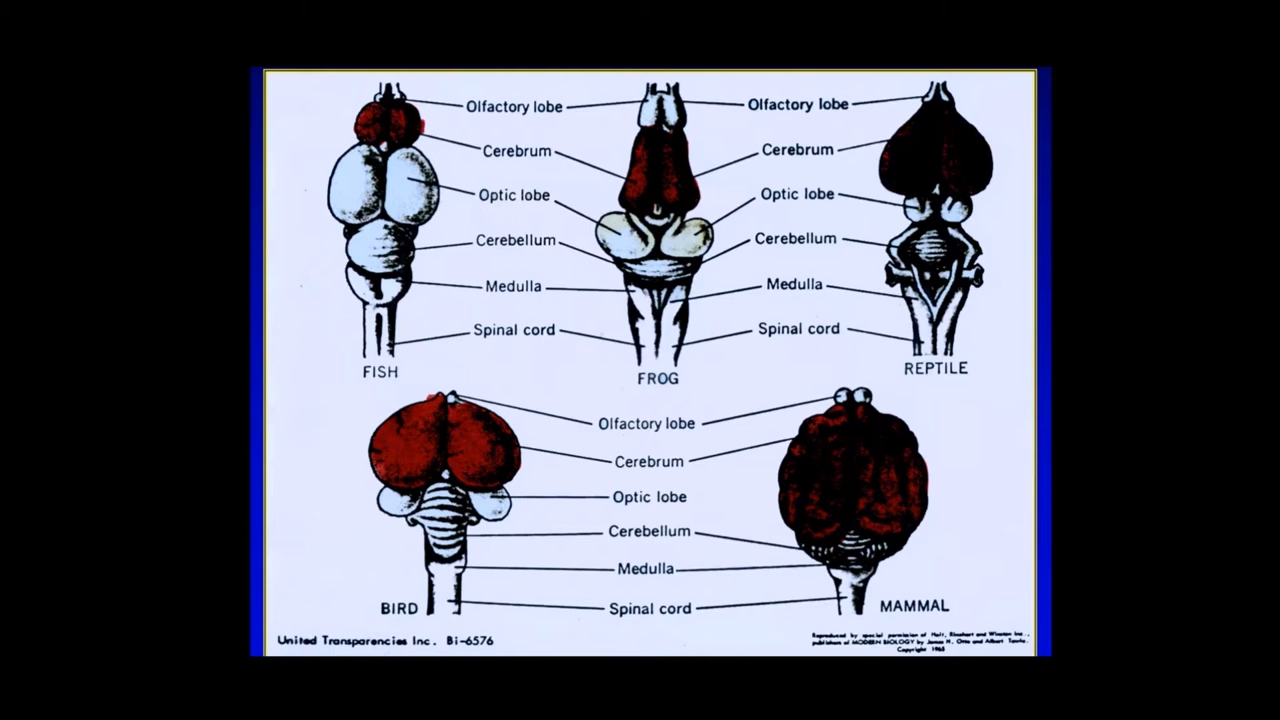 Olfactory lobe
Olfactory lobe
Cerebrum
Cerebrum
Optic lobe
Optic lobe
Cerebellum
Cerebellum
Medulla
Medulla
Spinal cord
Spinal cord
FISH
FROG
REPTILE
Olfactory lobe
Cerebrum
Optic lobe
Cerebellum
Medulla
Spinal cord
BIRD
MAMMAL
United Transparencies Inc. Bi-6576
Reproduced by special permission of Holt, Rinehart and Winston Inc.,
publishers of MODERN BIOLOGY by James H. Otto and Albert Towle.
Copyright 1965